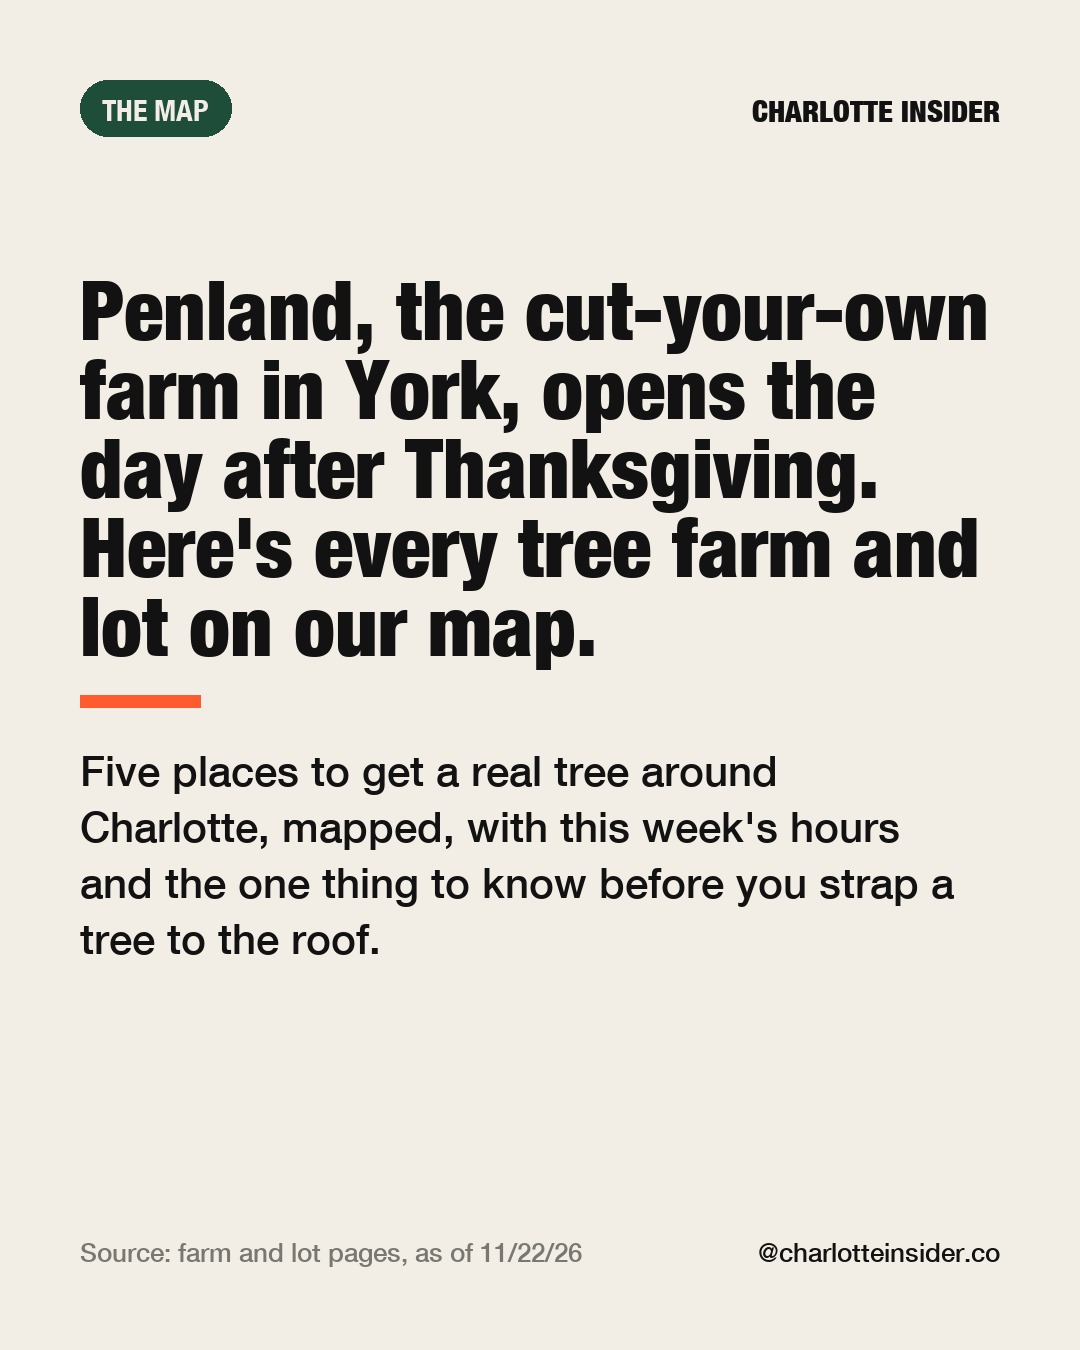 THE MAP
CHARLOTTE INSIDER
Penland, the cut-your-own
farm in York, opens the
day after Thanksgiving.
Here's every tree farm and
lot on our map.
Five places to get a real tree around
Charlotte, mapped, with this week's hours
and the one thing to know before you strap a
tree to the roof.
Source: farm and lot pages, as of 11/22/26
@charlotteinsider.co